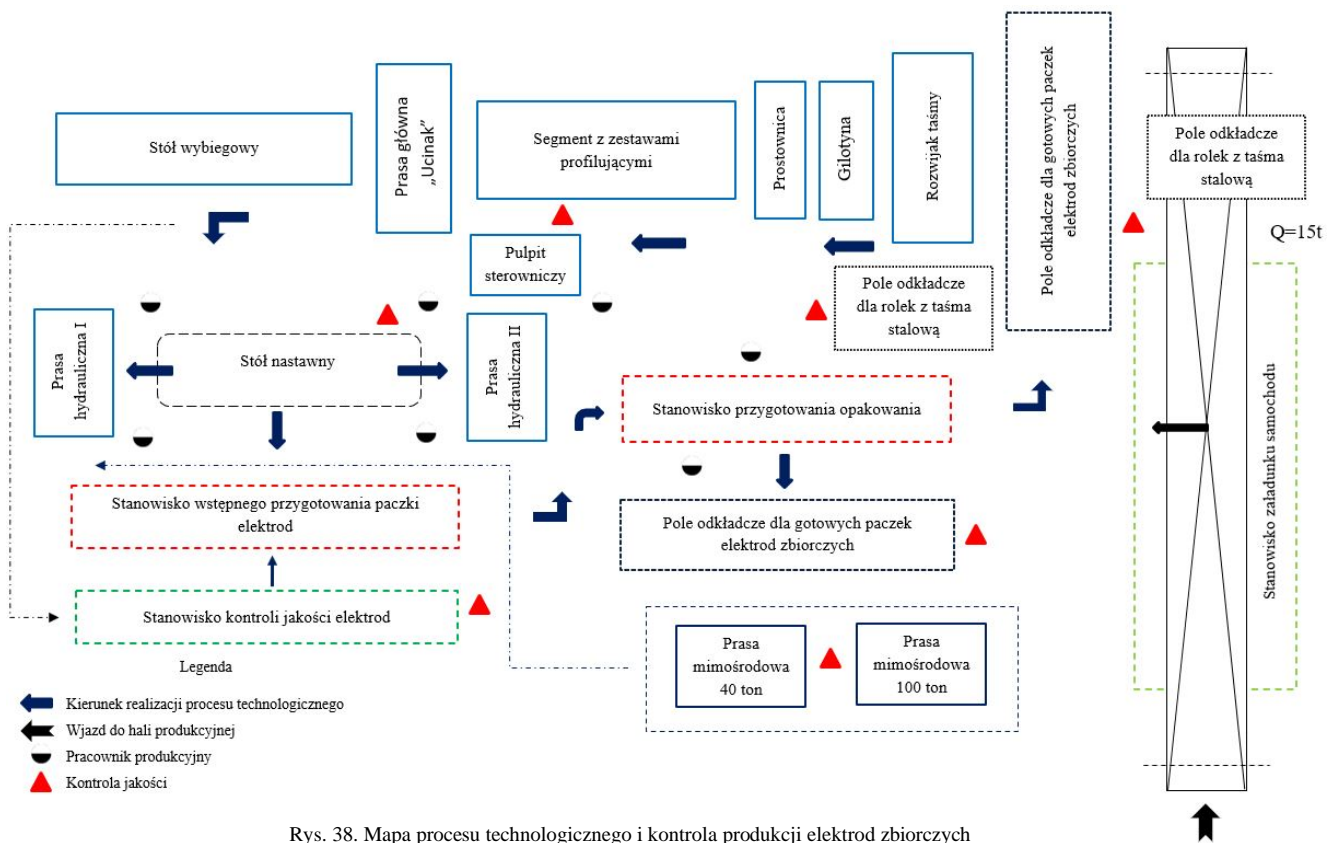 Stół wybiegowy
Prasa główna
„Ucinak”
Segment z zestawami
profilującymi
Prostownica
Gilotyna
Rozwijak taśmy
Pole odkładcze dla gotowych paczek
elektrod zbiorczych
Pole odkładcze
dla rolek z taśma
stalową
Q=15t
Pulpit
sterowniczy
Pole odkładcze
dla rolek z taśma
stalową
Prasa
hydrauliczna I
Stół nastawny
Prasa
hydrauliczna II
Stanowisko przygotowania opakowania
Stanowisko załadunku samochodu
Stanowisko wstępnego przygotowania paczki
elektrod
Pole odkładcze dla gotowych paczek
elektrod zbiorczych
Stanowisko kontroli jakości elektrod
Prasa
mimośrodowa
40 ton
Prasa
mimośrodowa
100 ton
Legenda
Kierunek realizacji procesu technologicznego
Wjazd do hali produkcyjnej
Pracownik produkcyjny
Kontrola jakości
Rys. 38. Mapa procesu technologicznego i kontrola produkcji elektrod zbiorczych